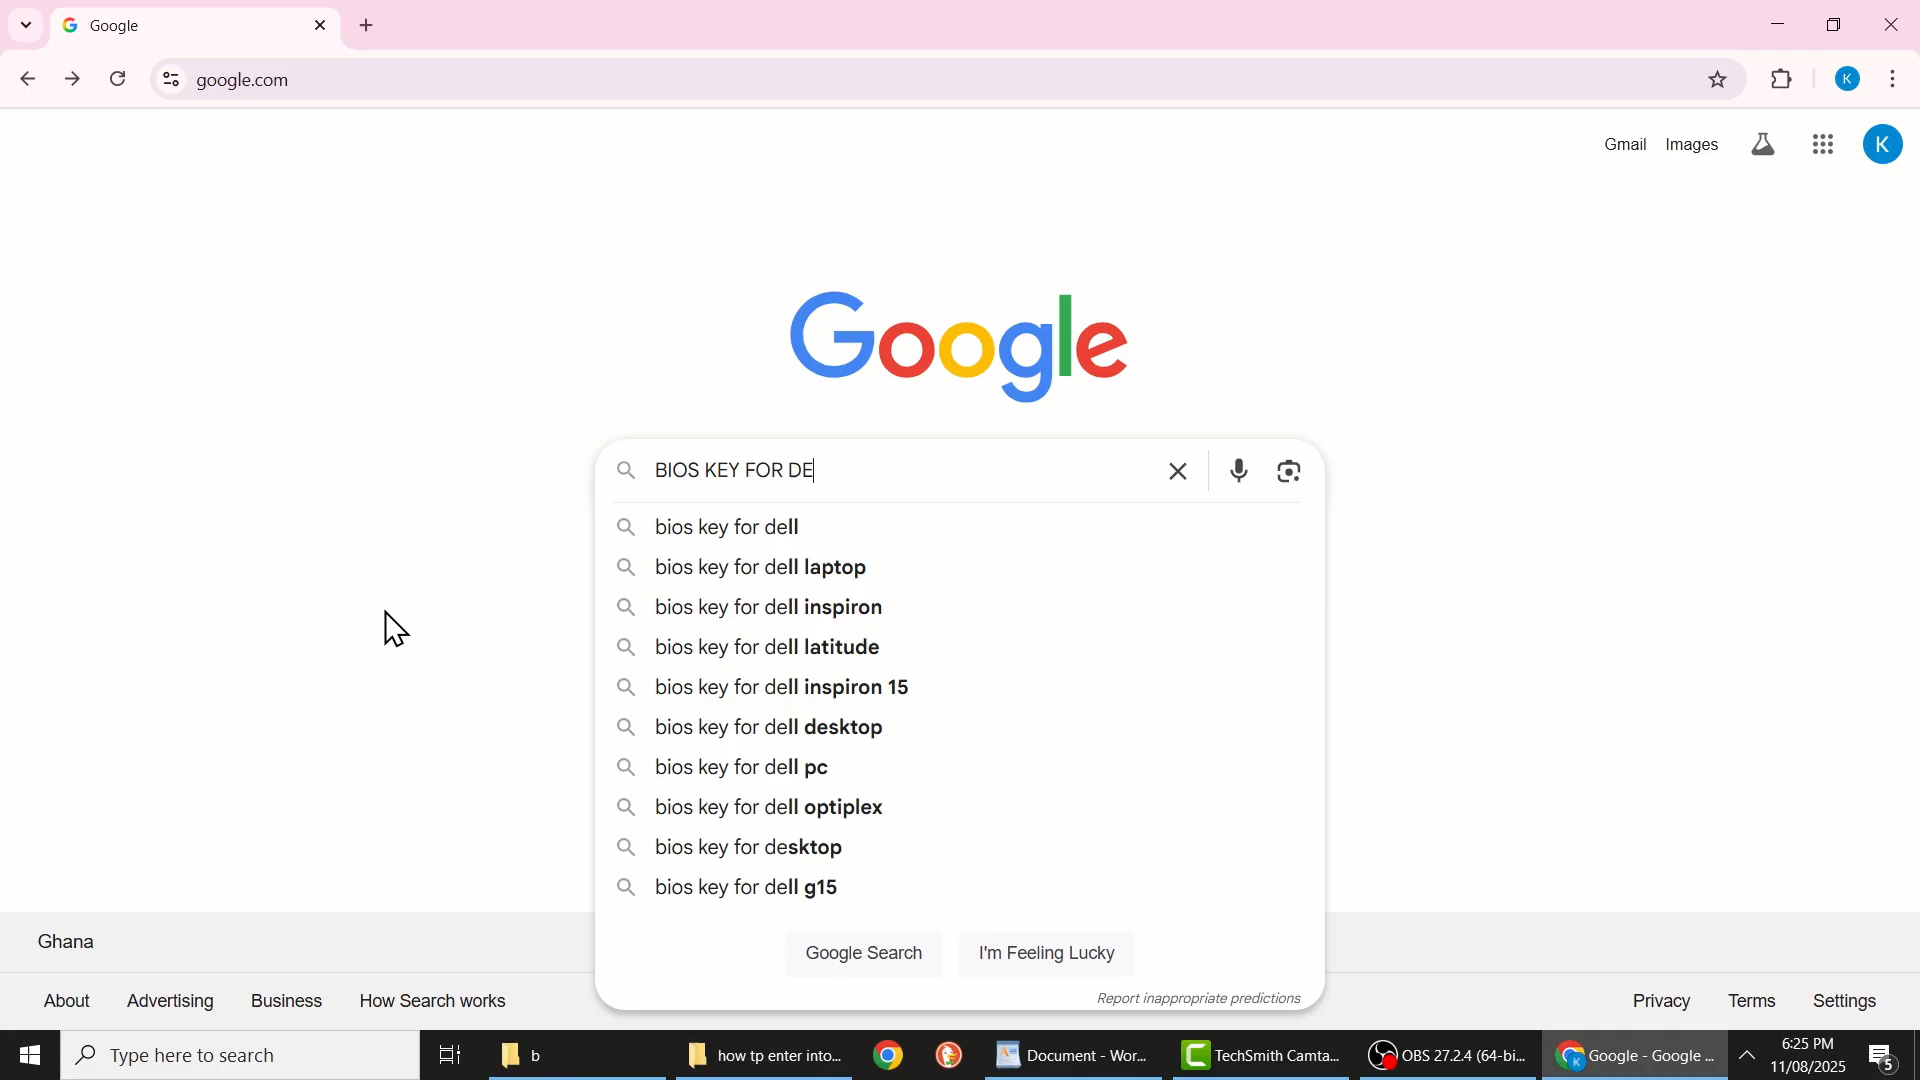 Google
google.com
K
Gmail Images K
Google
BIOS KEY FOR DE
bios key for dell
bios key for dell laptop
bios key for dell inspiron
bios key for dell latitude
bios key for dell inspiron 15
bios key for dell desktop
bios key for dell pc
bios key for dell optiplex
bios key for desktop
bios key for dell g15
Google Search I'm Feeling Lucky
Report inappropriate predictions
Ghana
About Advertising Business How Search works Privacy Terms Settings
Type here to search b how tp enter into... Document - Wor... TechSmith Camta... OBS 27.2.4 (64-bi... Google - Google ... 6:25 PM
11/08/2025 5